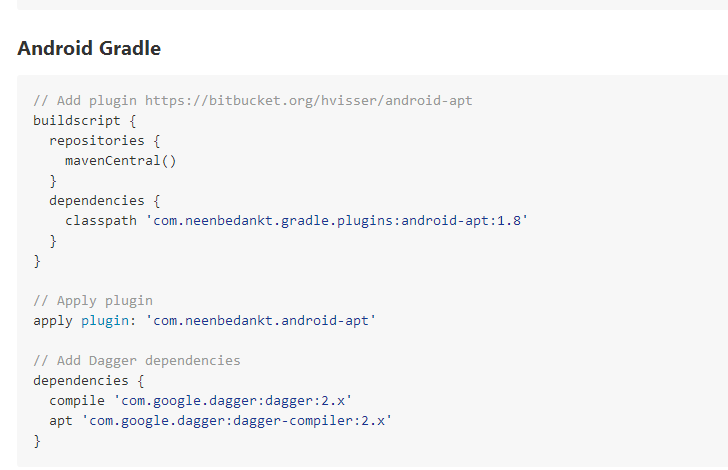 Android Gradle
// Add plugin https://bitbucket.org/hvisser/android-apt
buildscript {
  repositories {
    mavenCentral()
  }
  dependencies {
    classpath 'com.neenbedankt.gradle.plugins:android-apt:1.8'
  }
}
// Apply plugin
apply plugin: 'com.neenbedankt.android-apt'
// Add Dagger dependencies
dependencies {
  compile 'com.google.dagger:dagger:2.x'
  apt 'com.google.dagger:dagger-compiler:2.x'
}